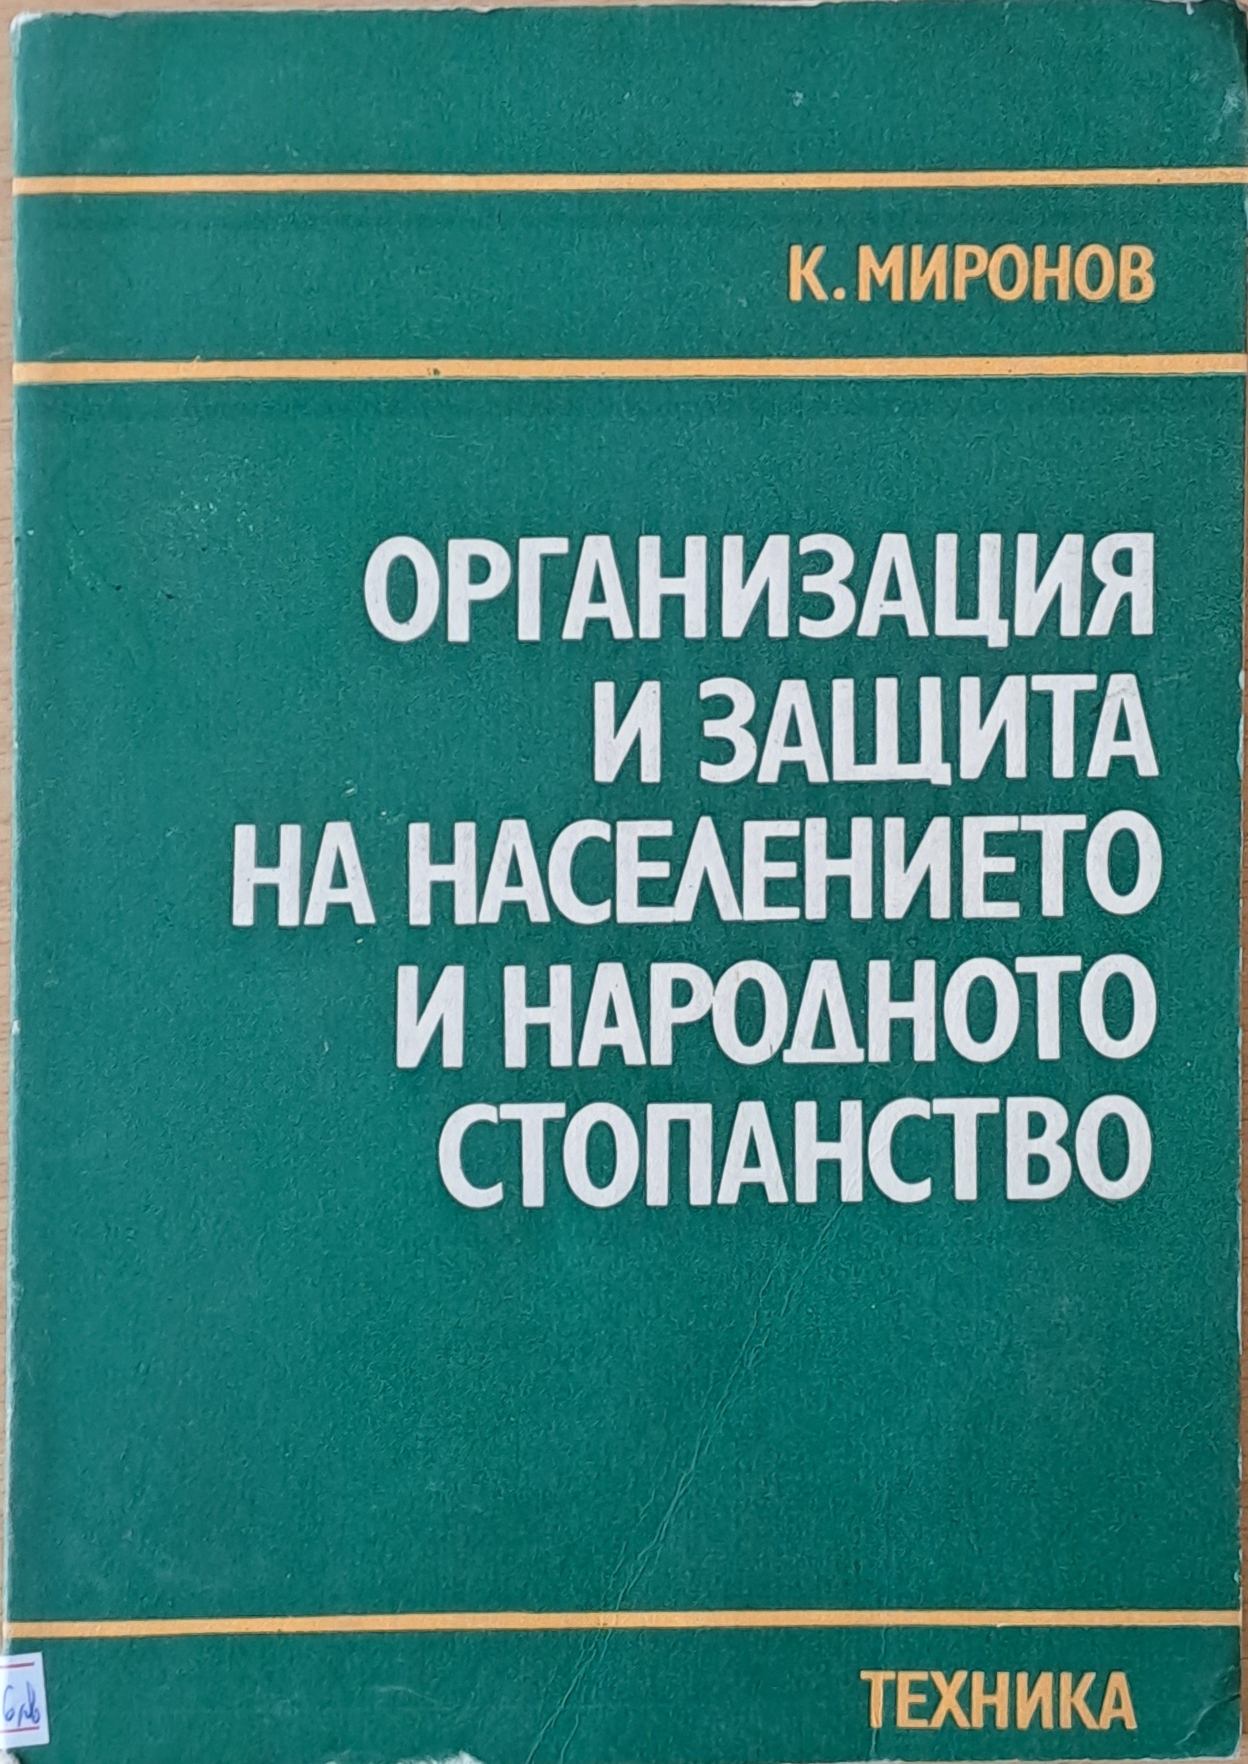 К. МИРОНОВ
ОРГАНИЗАЦИЯ
И ЗАЩИТА
НА НАСЕЛЕНИЕТО
И НАРОДНОТО
СТОПАНСТВО
ТЕХНИКА